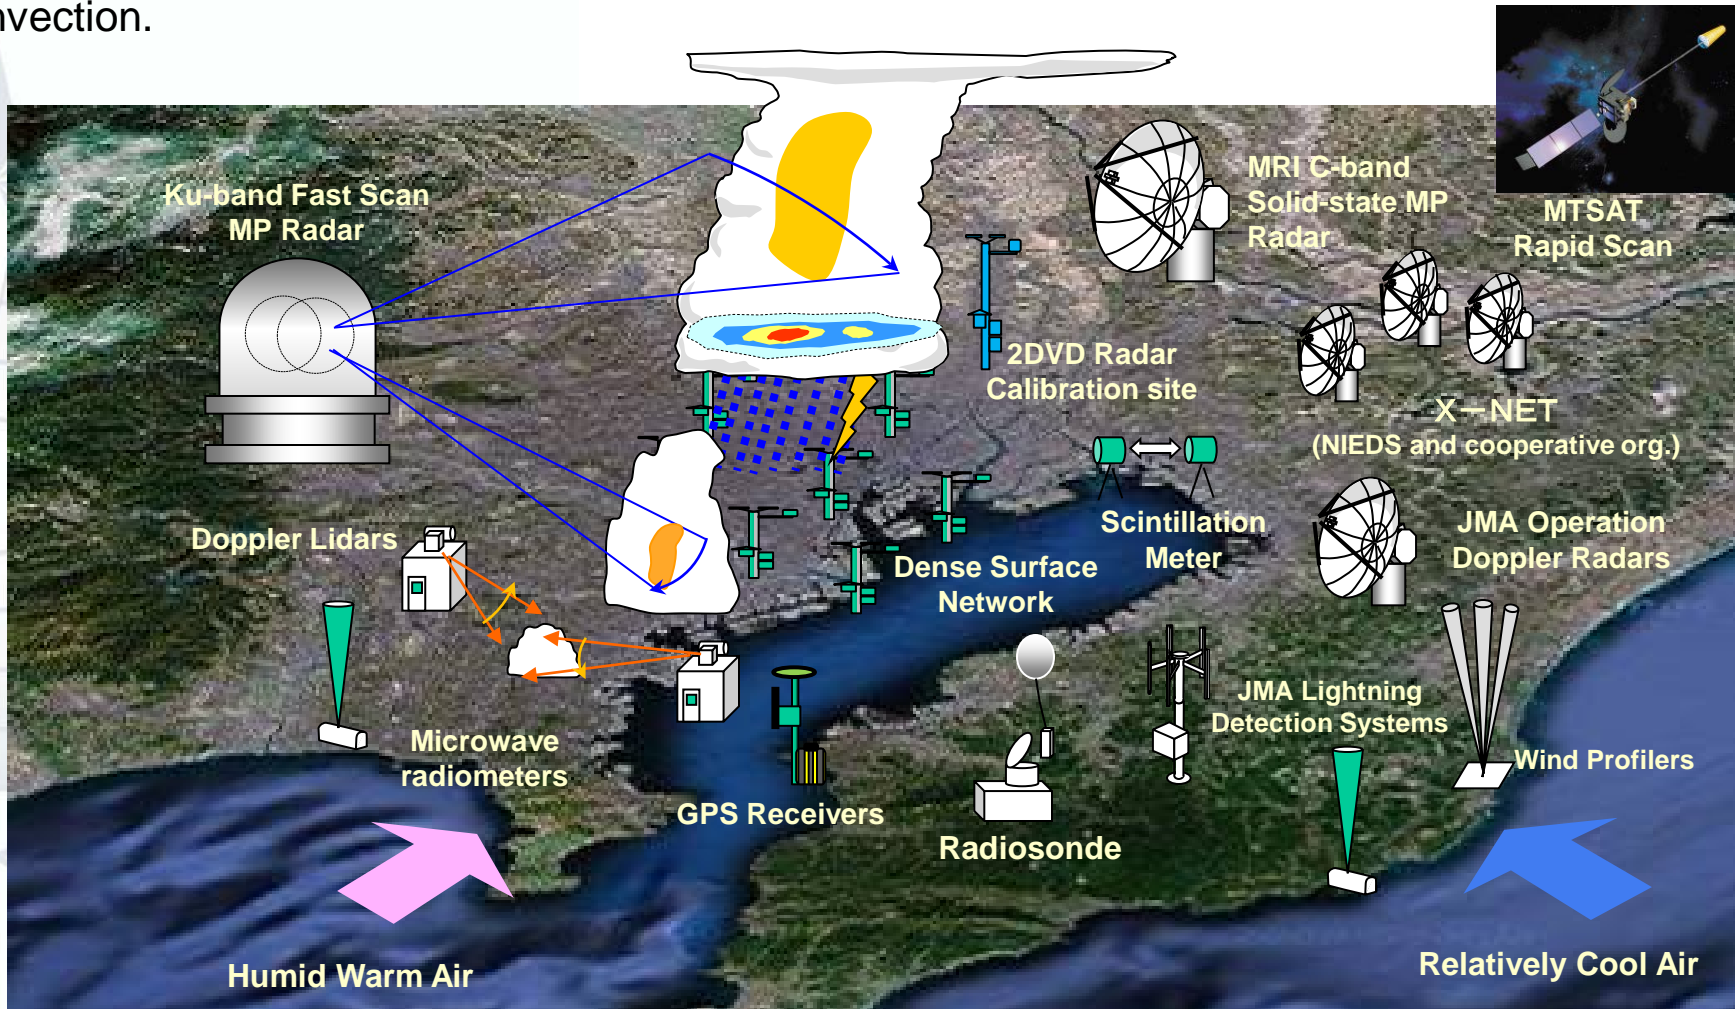 nvection.
Ku-band Fast Scan
MP Radar
MRI C-band
Solid-state MP
Radar
MTSAT
Rapid Scan
2DVD Radar
Calibration site
X－NET
(NIEDS and cooperative org.)
Doppler Lidars
Scintillation
Meter
JMA Operation
Doppler Radars
Dense Surface
Network
JMA Lightning
Detection Systems
Microwave
radiometers
Wind Profilers
GPS Receivers
Radiosonde
Humid Warm Air
Relatively Cool Air